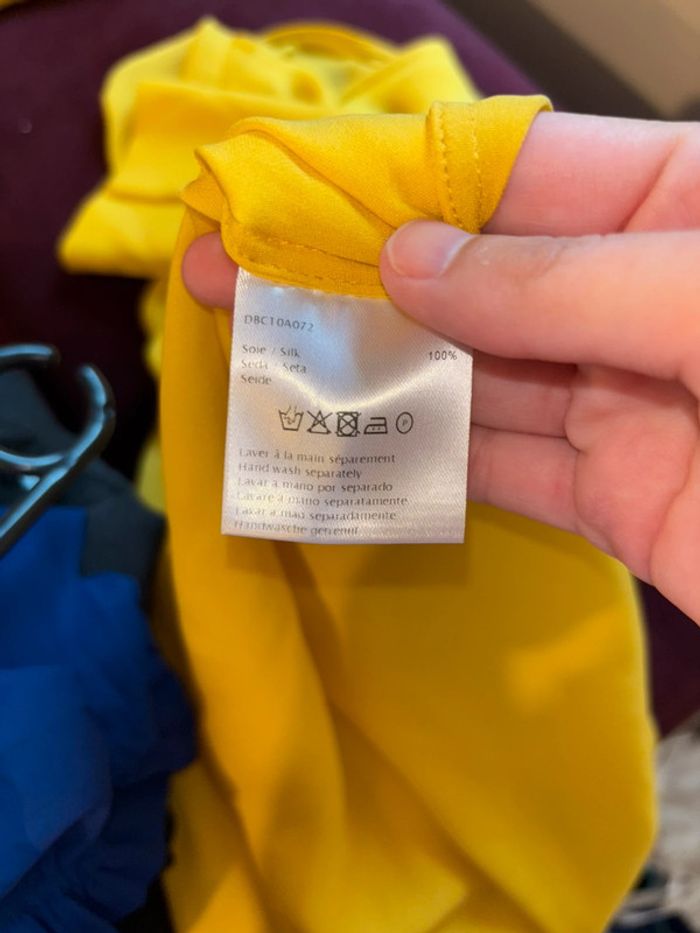 DBC10A072
Soie / Silk 100%
Seda Seta
Seide
P
Laver à la main séparement
Hand wash separately
Lavar a mano por separado
Lavare a mano separatamente
Lavar a mão separadamente
Handwäsche getrennt